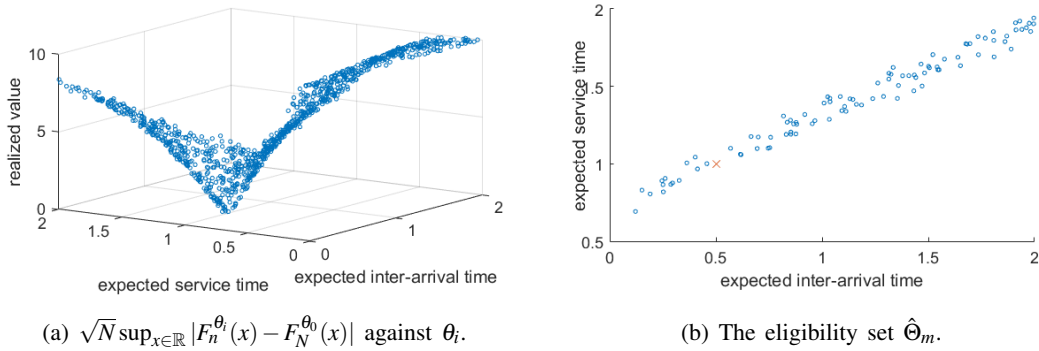 10
5
0
realized value
2
1.5
1
0.5
0
expected service time
0
1
2
expected inter-arrival time
(a) √N sup_{x∈ℝ} |F_n^{θ_i}(x) − F_N^{θ_0}(x)| against θ_i.
2
1.5
1
0.5
expected service time
0
0.5
1
1.5
2
expected inter-arrival time
(b) The eligibility set Θ̂_m.